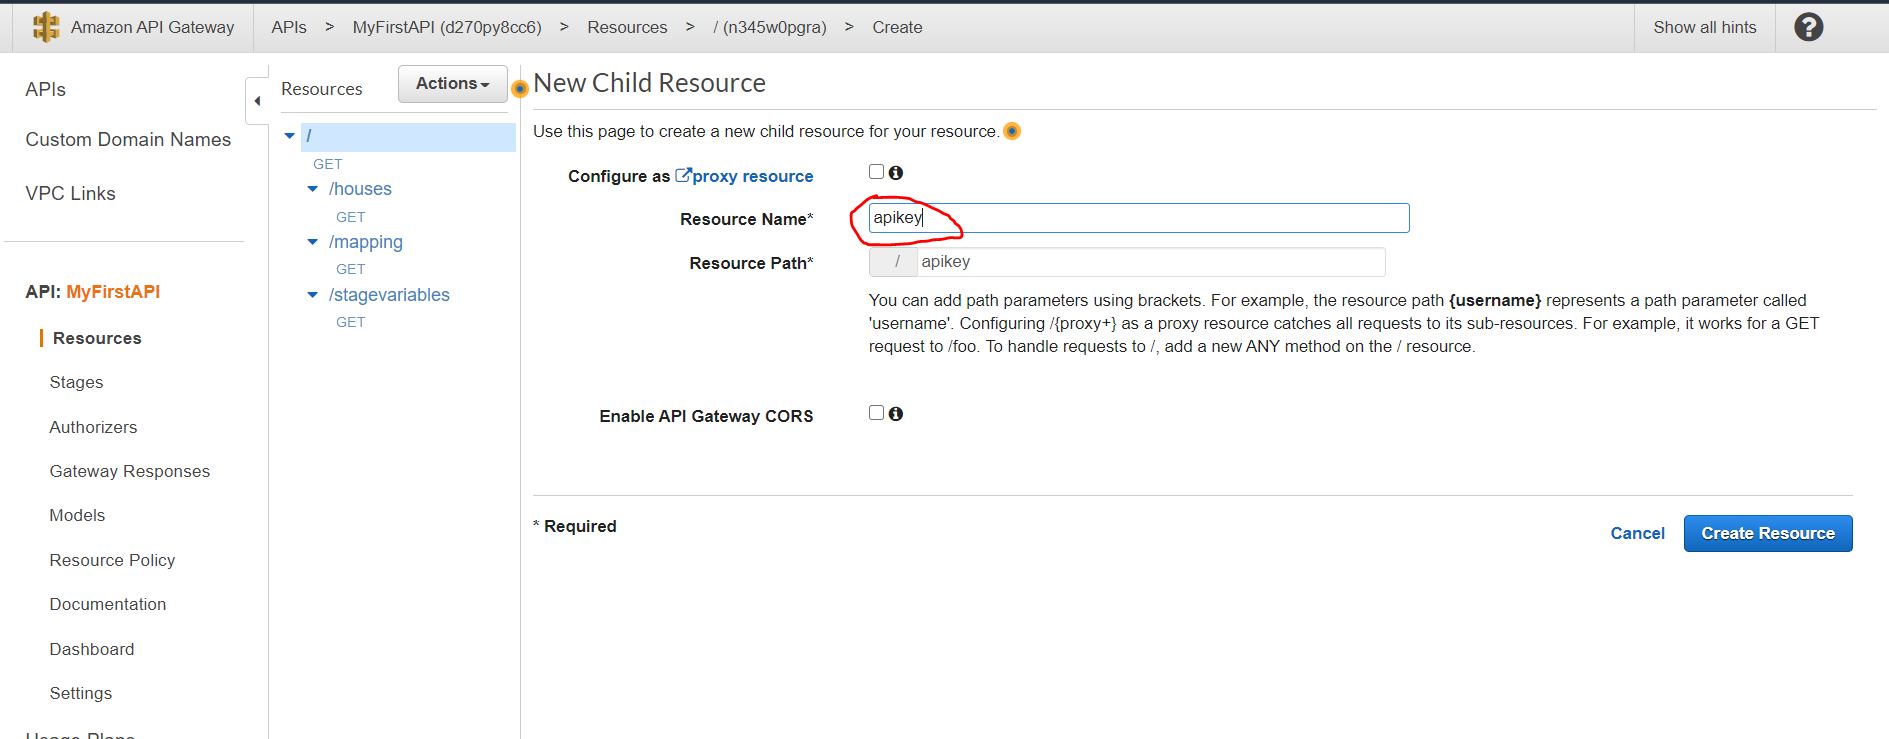 Amazon API Gateway APIs > MyFirstAPI (d270py8cc6) > Resources > / (n345w0pgra) > Create Show all hints ?
APIs
Custom Domain Names
VPC Links
API: MyFirstAPI
Resources
Stages
Authorizers
Gateway Responses
Models
Resource Policy
Documentation
Dashboard
Settings
Usage Plans
Resources Actions
/
GET
/houses
GET
/mapping
GET
/stagevariables
GET
New Child Resource
Use this page to create a new child resource for your resource.
Configure as proxy resource
Resource Name* apikey
Resource Path* / apikey
You can add path parameters using brackets. For example, the resource path {username} represents a path parameter called
'username'. Configuring /{proxy+} as a proxy resource catches all requests to its sub-resources. For example, it works for a GET
request to /foo. To handle requests to /, add a new ANY method on the / resource.
Enable API Gateway CORS
* Required
Cancel Create Resource